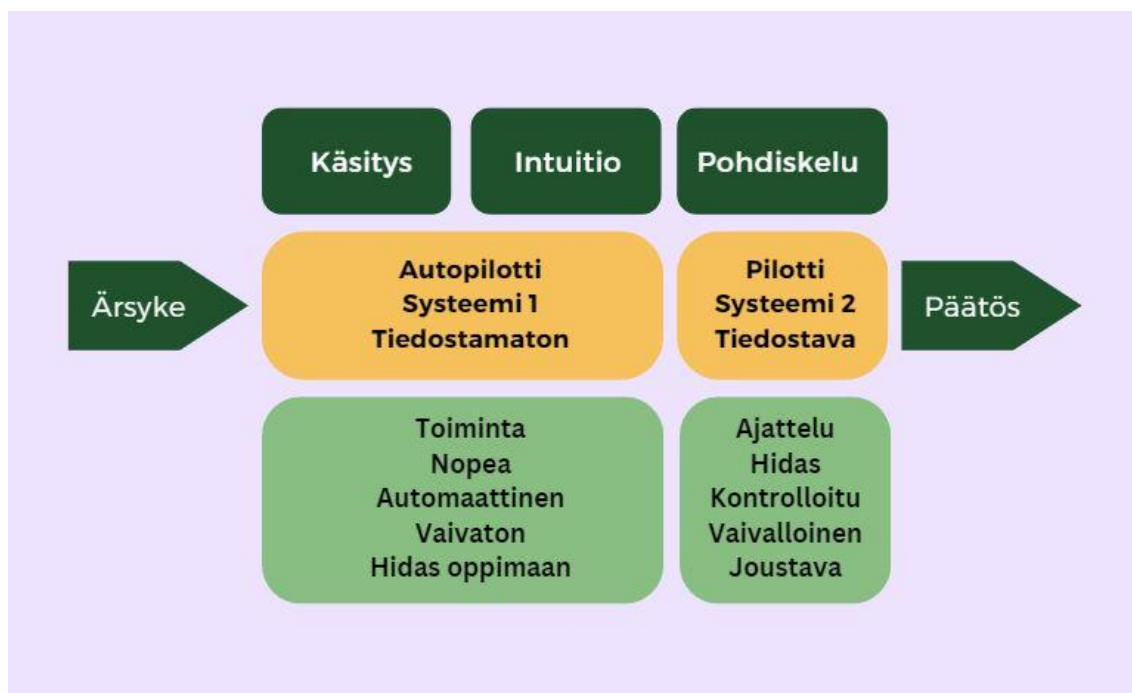 Käsitys
Intuitio
Pohdiskelu
Ärsyke
Autopilotti
Systeemi 1
Tiedostamaton
Pilotti
Systeemi 2
Tiedostava
Päätös
Toiminta
Nopea
Automaattinen
Vaivaton
Hidas oppimaan
Ajattelu
Hidas
Kontrolloitu
Vaivalloinen
Joustava